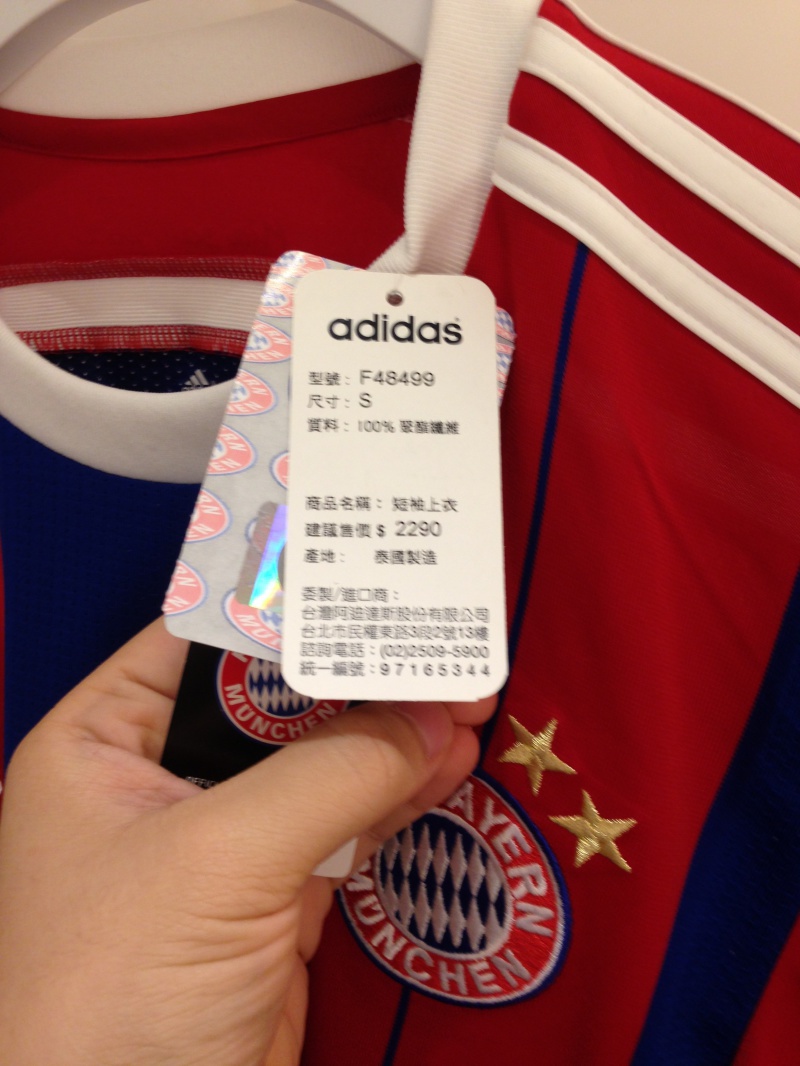 adidas
型號：F48499
尺寸：S
質料：100% 聚酯纖維
商品名稱：短袖上衣
建議售價 $ 2290
產地： 泰國製造
委製/進口商：
台灣阿迪達斯股份有限公司
台北市民權東路3段2號13樓
諮詢電話：(02)2509-5900
統一編號：97165344
MÜNCHEN
BAYERN
MÜNCHEN